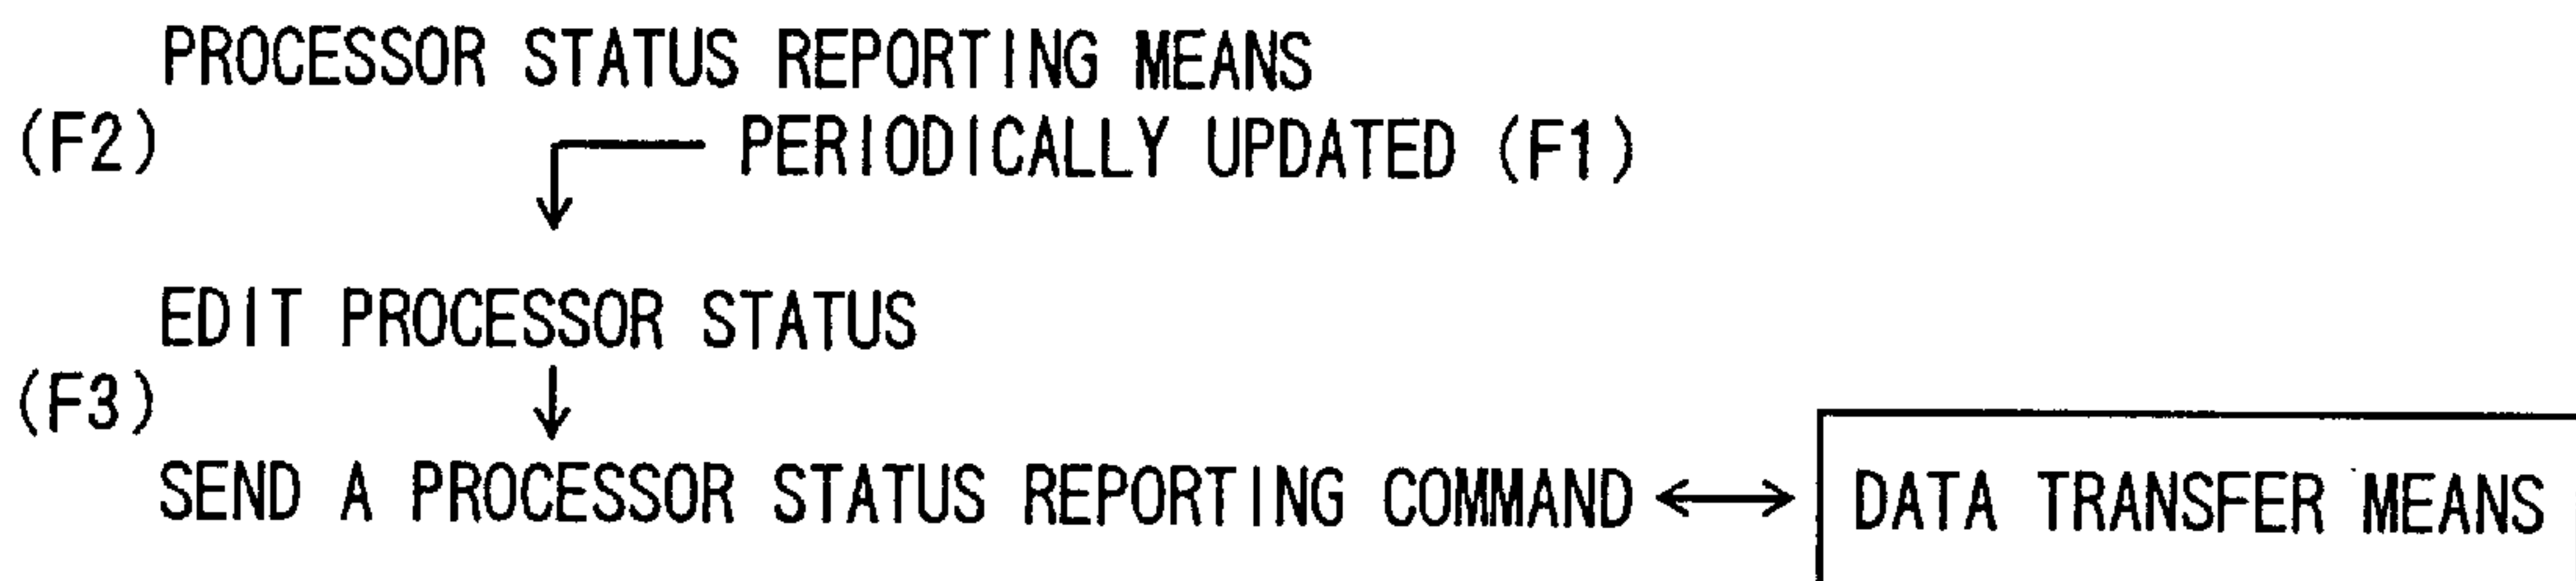 PROCESSOR STATUS REPORTING MEANS
(F2)
PERIODICALLY UPDATED (F1)
EDIT PROCESSOR STATUS
(F3)
SEND A PROCESSOR STATUS REPORTING COMMAND
DATA TRANSFER MEANS